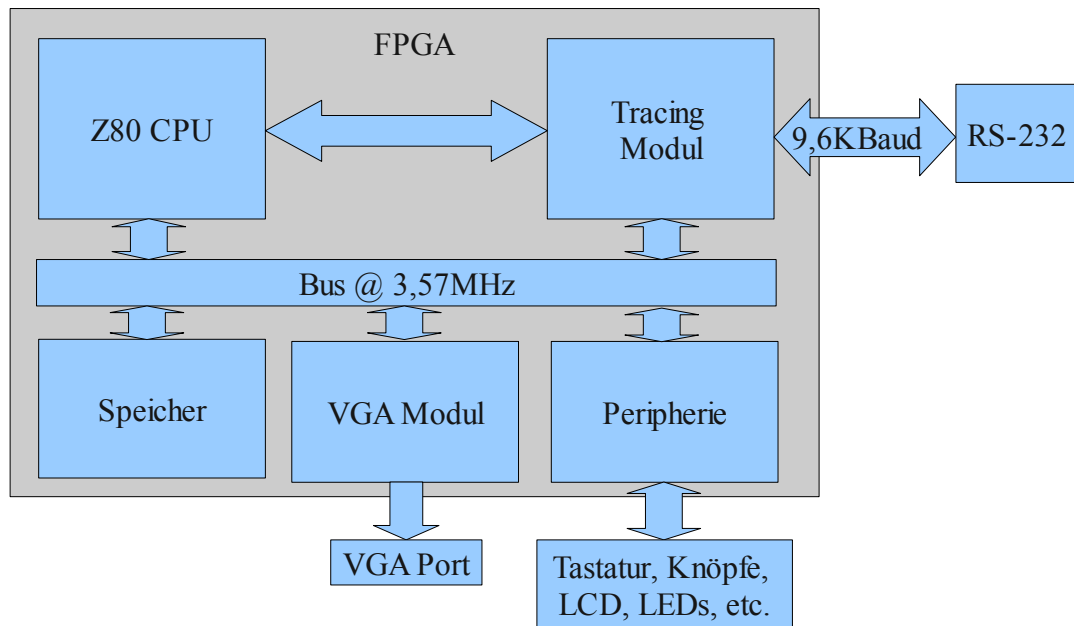 FPGA
Z80 CPU
Tracing
Modul
9,6KBaud
RS-232
Bus @ 3,57MHz
Speicher
VGA Modul
Peripherie
VGA Port
Tastatur, Knöpfe,
LCD, LEDs, etc.